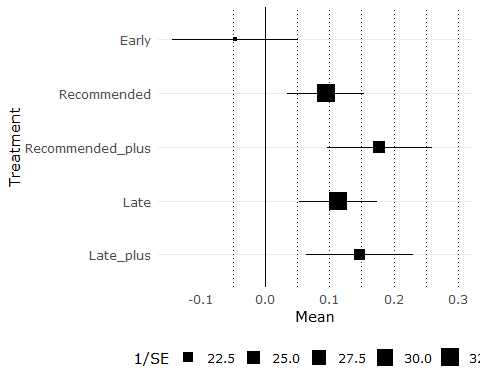 Early
Recommended
Recommended_plus
Late
Late_plus
Treatment
-0.1 0.0 0.1 0.2 0.3
Mean
1/SE 22.5 25.0 27.5 30.0 32